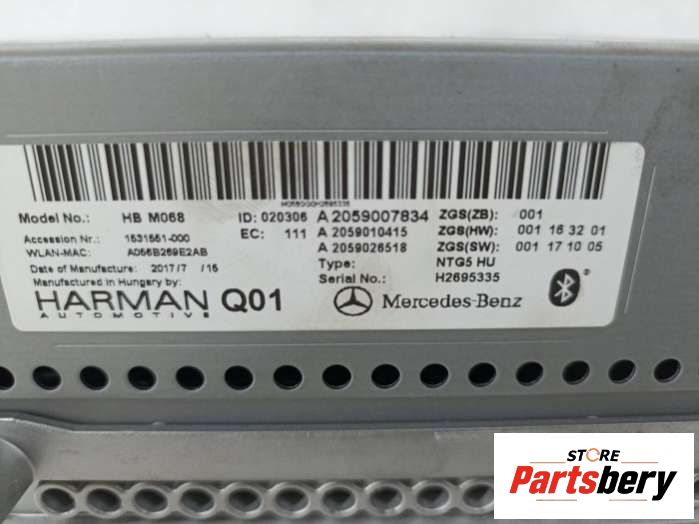 M059000H2695335
Model No.: HB M068 ID: 020306 A 2059007834 ZGS(ZB): 001
Accession Nr.: 1531551-000 EC: 111 A 2059010415 ZGS(HW): 001 16 32 01
WLAN-MAC: A056B269E2AB A 2059026518 ZGS(SW): 001 17 10 05
Date of Manufacture: 2017/7 /15 Type: NTG5 HU
Manufactured in Hungary by: Serial No.: H2695335
HARMAN Q01 Mercedes-Benz
AUTOMOTIVE
STORE
Partsbery